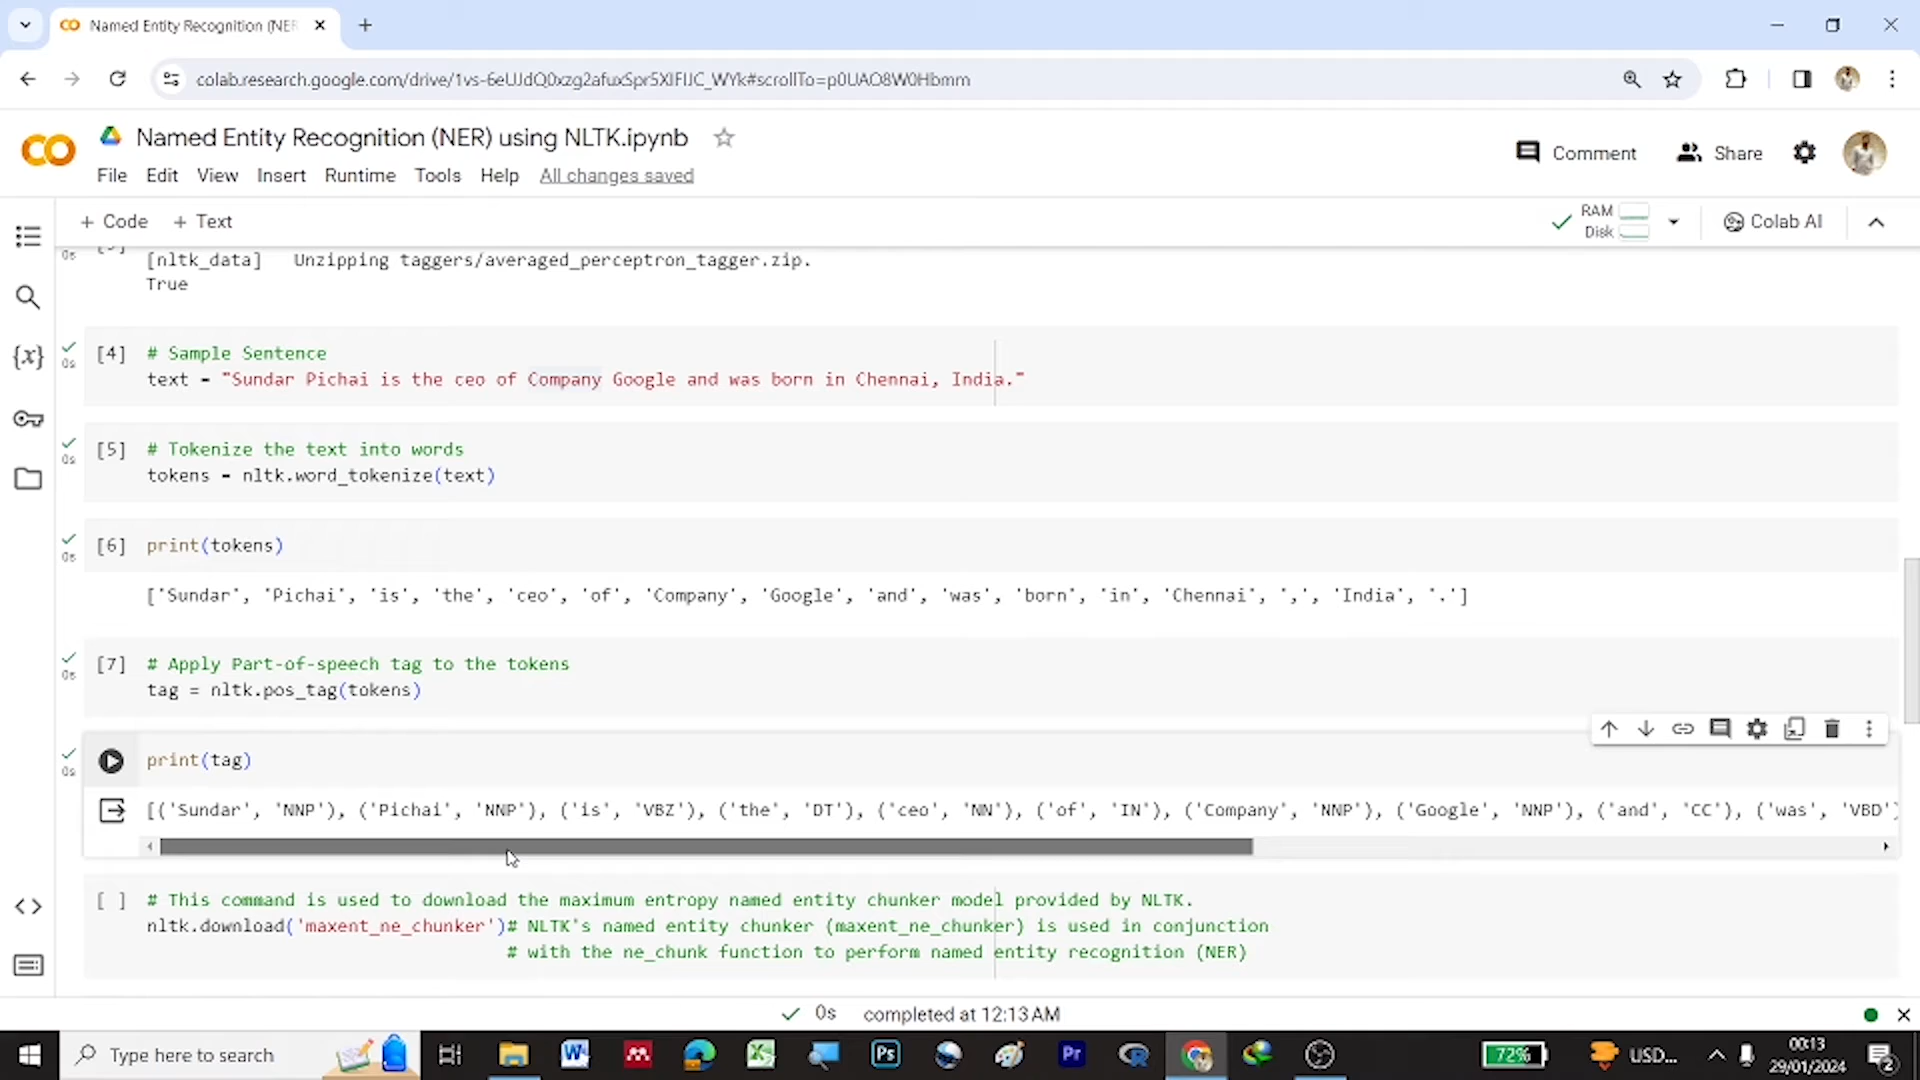 Named Entity Recognition (NER
colab.research.google.com/drive/1vs-6eUJdQ0xzg2afuxSpr5XlFlJC_WYk#scrollTo=p0UAO8W0Hbmm
Named Entity Recognition (NER) using NLTK.ipynb
Comment
Share
File Edit View Insert Runtime Tools Help All changes saved
+ Code + Text
RAM
Disk
Colab AI
0s
[nltk_data]   Unzipping taggers/averaged_perceptron_tagger.zip.
True
[4] # Sample Sentence
0s
text = "Sundar Pichai is the ceo of Company Google and was born in Chennai, India."
[5] # Tokenize the text into words
0s
tokens = nltk.word_tokenize(text)
[6] print(tokens)
0s
['Sundar', 'Pichai', 'is', 'the', 'ceo', 'of', 'Company', 'Google', 'and', 'was', 'born', 'in', 'Chennai', ',', 'India', '.']
[7] # Apply Part-of-speech tag to the tokens
0s
tag = nltk.pos_tag(tokens)
print(tag)
0s
[('Sundar', 'NNP'), ('Pichai', 'NNP'), ('is', 'VBZ'), ('the', 'DT'), ('ceo', 'NN'), ('of', 'IN'), ('Company', 'NNP'), ('Google', 'NNP'), ('and', 'CC'), ('was', 'VBD')
[ ] # This command is used to download the maximum entropy named entity chunker model provided by NLTK.
nltk.download('maxent_ne_chunker')# NLTK's named entity chunker (maxent_ne_chunker) is used in conjunction
# with the ne_chunk function to perform named entity recognition (NER)
0s completed at 12:13 AM
Type here to search
72%
USD...
00:13
29/01/2024
2